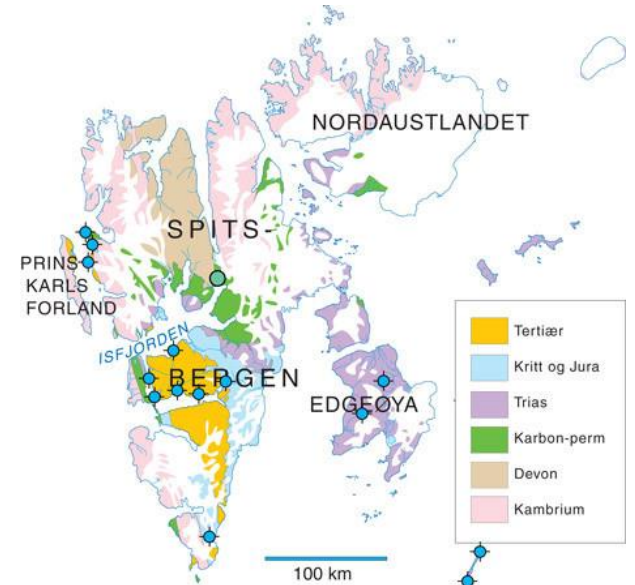 NORDAUSTLANDET
SPITS-
PRINS
KARLS
FORLAND
ISFJORDEN
BERGEN
EDGEØYA
Tertiær
Kritt og Jura
Trias
Karbon-perm
Devon
Kambrium
100 km